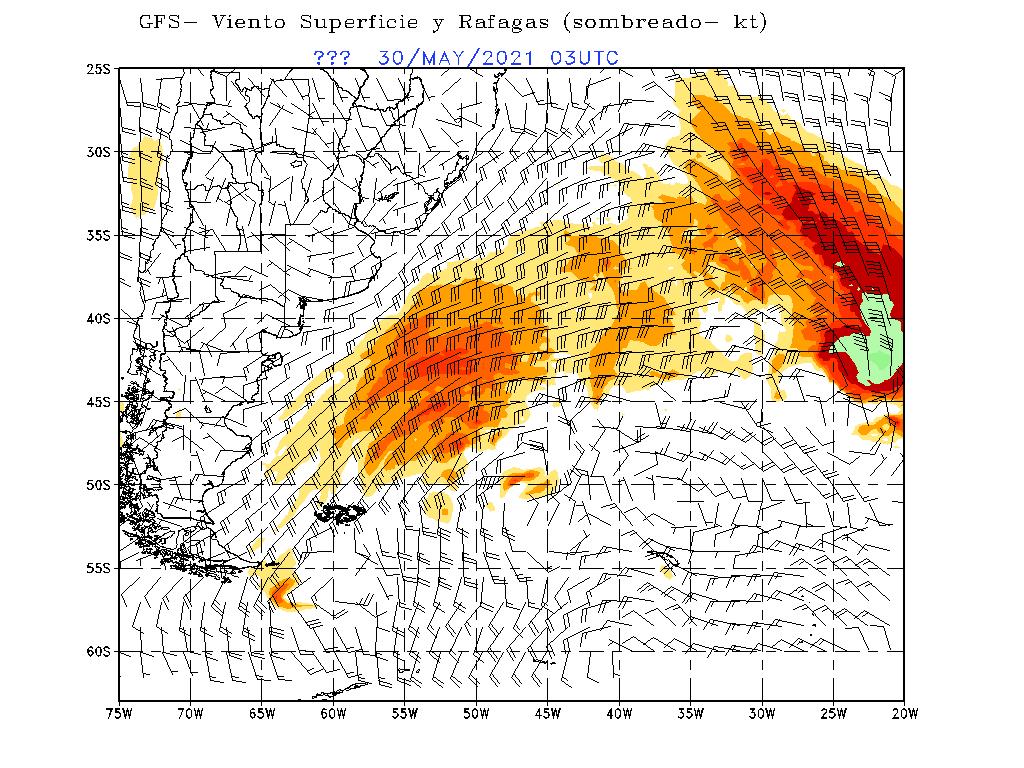 GFS− Viento Superficie y Rafagas (sombreado− kt)
??? 30/MAY/2021 03UTC
25S
30S
35S
40S
45S
50S
55S
60S
75W 70W 65W 60W 55W 50W 45W 40W 35W 30W 25W 20W